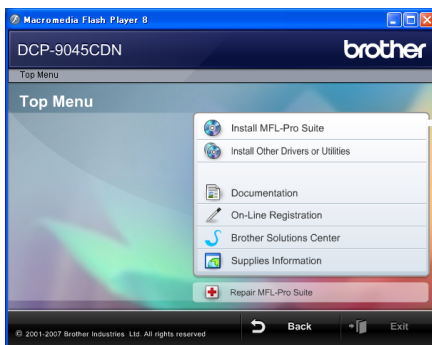 Macromedia Flash Player 8
DCP-9045CDN brother
Top Menu
Top Menu
Install MFL-Pro Suite
Install Other Drivers or Utilities
Documentation
On-Line Registration
Brother Solutions Center
Supplies Information
Repair MFL-Pro Suite
© 2001-2007 Brother Industries Ltd. All rights reserved
Back
Exit